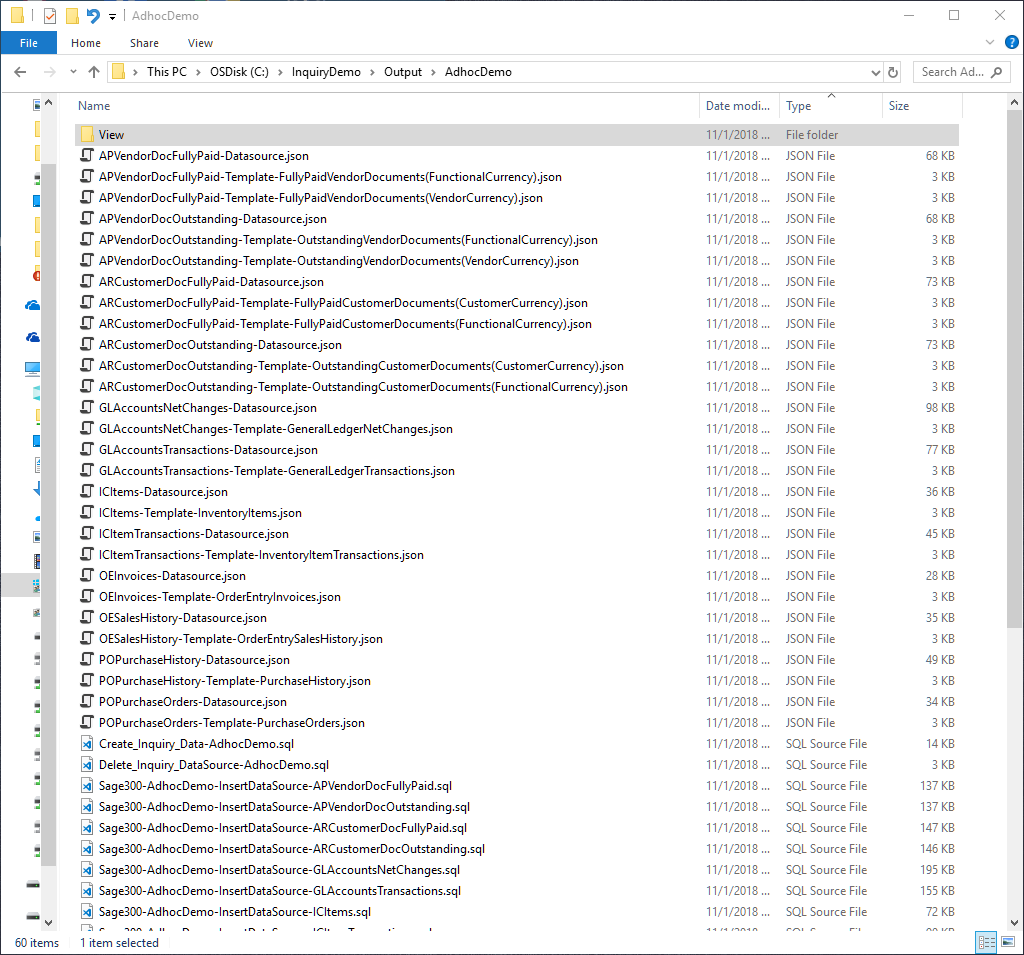 AdhocDemo
File Home Share View
This PC > OSDisk (C:) > InquiryDemo > Output > AdhocDemo Search Ad...
Name Date modi... Type Size
View 11/1/2018 ... File folder
APVendorDocFullyPaid-Datasource.json 11/1/2018 ... JSON File 68 KB
APVendorDocFullyPaid-Template-FullyPaidVendorDocuments(FunctionalCurrency).json 11/1/2018 ... JSON File 3 KB
APVendorDocFullyPaid-Template-FullyPaidVendorDocuments(VendorCurrency).json 11/1/2018 ... JSON File 3 KB
APVendorDocOutstanding-Datasource.json 11/1/2018 ... JSON File 68 KB
APVendorDocOutstanding-Template-OutstandingVendorDocuments(FunctionalCurrency).json 11/1/2018 ... JSON File 3 KB
APVendorDocOutstanding-Template-OutstandingVendorDocuments(VendorCurrency).json 11/1/2018 ... JSON File 3 KB
ARCustomerDocFullyPaid-Datasource.json 11/1/2018 ... JSON File 73 KB
ARCustomerDocFullyPaid-Template-FullyPaidCustomerDocuments(CustomerCurrency).json 11/1/2018 ... JSON File 3 KB
ARCustomerDocFullyPaid-Template-FullyPaidCustomerDocuments(FunctionalCurrency).json 11/1/2018 ... JSON File 3 KB
ARCustomerDocOutstanding-Datasource.json 11/1/2018 ... JSON File 73 KB
ARCustomerDocOutstanding-Template-OutstandingCustomerDocuments(CustomerCurrency).json 11/1/2018 ... JSON File 3 KB
ARCustomerDocOutstanding-Template-OutstandingCustomerDocuments(FunctionalCurrency).json 11/1/2018 ... JSON File 3 KB
GLAccountsNetChanges-Datasource.json 11/1/2018 ... JSON File 98 KB
GLAccountsNetChanges-Template-GeneralLedgerNetChanges.json 11/1/2018 ... JSON File 3 KB
GLAccountsTransactions-Datasource.json 11/1/2018 ... JSON File 77 KB
GLAccountsTransactions-Template-GeneralLedgerTransactions.json 11/1/2018 ... JSON File 3 KB
ICItems-Datasource.json 11/1/2018 ... JSON File 36 KB
ICItems-Template-InventoryItems.json 11/1/2018 ... JSON File 3 KB
ICItemTransactions-Datasource.json 11/1/2018 ... JSON File 45 KB
ICItemTransactions-Template-InventoryItemTransactions.json 11/1/2018 ... JSON File 3 KB
OEInvoices-Datasource.json 11/1/2018 ... JSON File 28 KB
OEInvoices-Template-OrderEntryInvoices.json 11/1/2018 ... JSON File 3 KB
OESalesHistory-Datasource.json 11/1/2018 ... JSON File 35 KB
OESalesHistory-Template-OrderEntrySalesHistory.json 11/1/2018 ... JSON File 3 KB
POPurchaseHistory-Datasource.json 11/1/2018 ... JSON File 49 KB
POPurchaseHistory-Template-PurchaseHistory.json 11/1/2018 ... JSON File 3 KB
POPurchaseOrders-Datasource.json 11/1/2018 ... JSON File 34 KB
POPurchaseOrders-Template-PurchaseOrders.json 11/1/2018 ... JSON File 3 KB
Create_Inquiry_Data-AdhocDemo.sql 11/1/2018 ... SQL Source File 14 KB
Delete_Inquiry_DataSource-AdhocDemo.sql 11/1/2018 ... SQL Source File 3 KB
Sage300-AdhocDemo-InsertDataSource-APVendorDocFullyPaid.sql 11/1/2018 ... SQL Source File 137 KB
Sage300-AdhocDemo-InsertDataSource-APVendorDocOutstanding.sql 11/1/2018 ... SQL Source File 137 KB
Sage300-AdhocDemo-InsertDataSource-ARCustomerDocFullyPaid.sql 11/1/2018 ... SQL Source File 147 KB
Sage300-AdhocDemo-InsertDataSource-ARCustomerDocOutstanding.sql 11/1/2018 ... SQL Source File 146 KB
Sage300-AdhocDemo-InsertDataSource-GLAccountsNetChanges.sql 11/1/2018 ... SQL Source File 195 KB
Sage300-AdhocDemo-InsertDataSource-GLAccountsTransactions.sql 11/1/2018 ... SQL Source File 155 KB
Sage300-AdhocDemo-InsertDataSource-ICItems.sql 11/1/2018 ... SQL Source File 72 KB
60 items 1 item selected